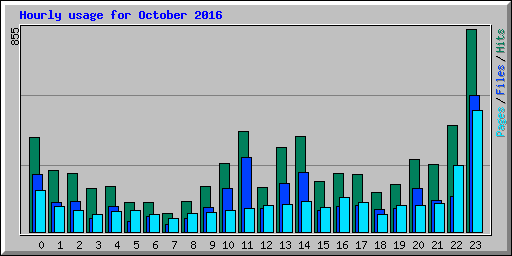 Hourly usage for October 2016
855
Pages / Files / Hits
0 1 2 3 4 5 6 7 8 9 10 11 12 13 14 15 16 17 18 19 20 21 22 23